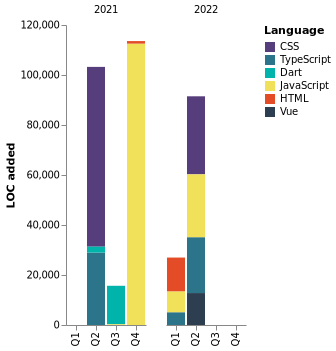 2021 2022
Language
CSS
TypeScript
Dart
JavaScript
HTML
Vue
LOC added
120,000
100,000
80,000
60,000
40,000
20,000
0
Q1 Q2 Q3 Q4 Q1 Q2 Q3 Q4